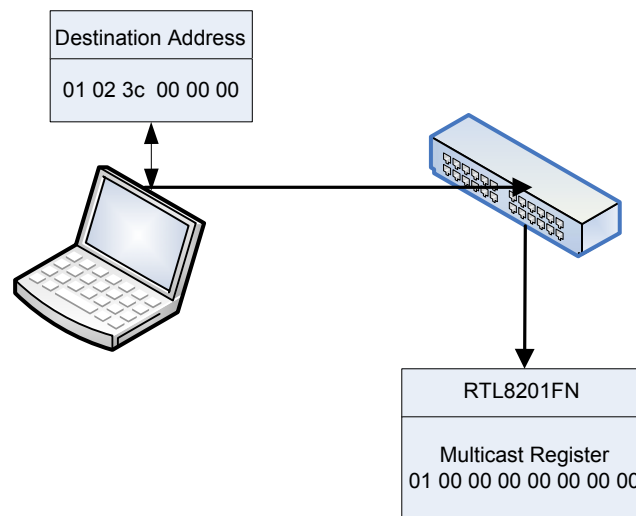 Destination Address
01 02 3c 00 00 00
RTL8201FN
Multicast Register
01 00 00 00 00 00 00 00